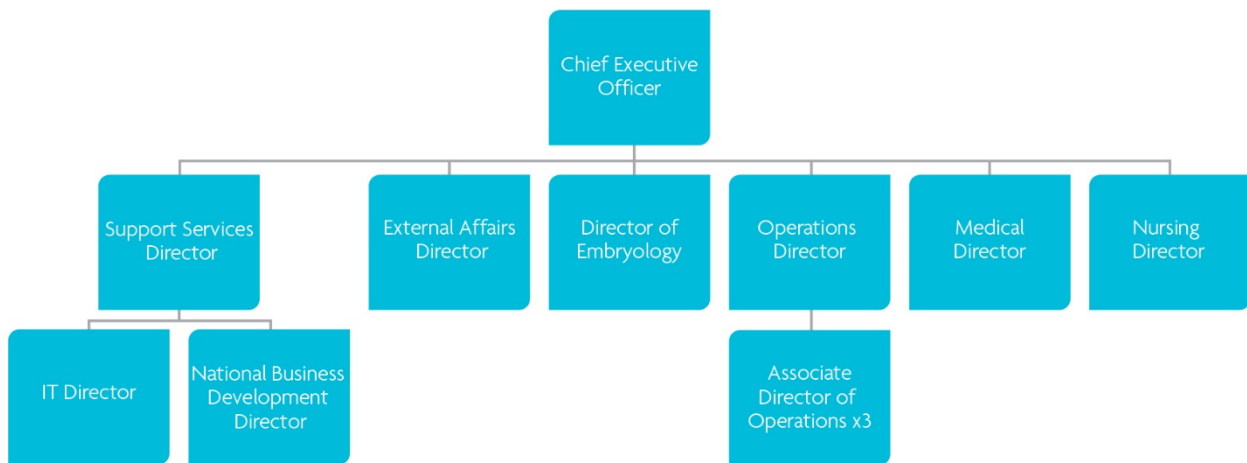 Chief Executive
Officer
Support Services
Director
External Affairs
Director
Director of
Embryology
Operations
Director
Medical
Director
Nursing
Director
IT Director
National Business
Development
Director
Associate
Director of
Operations x3